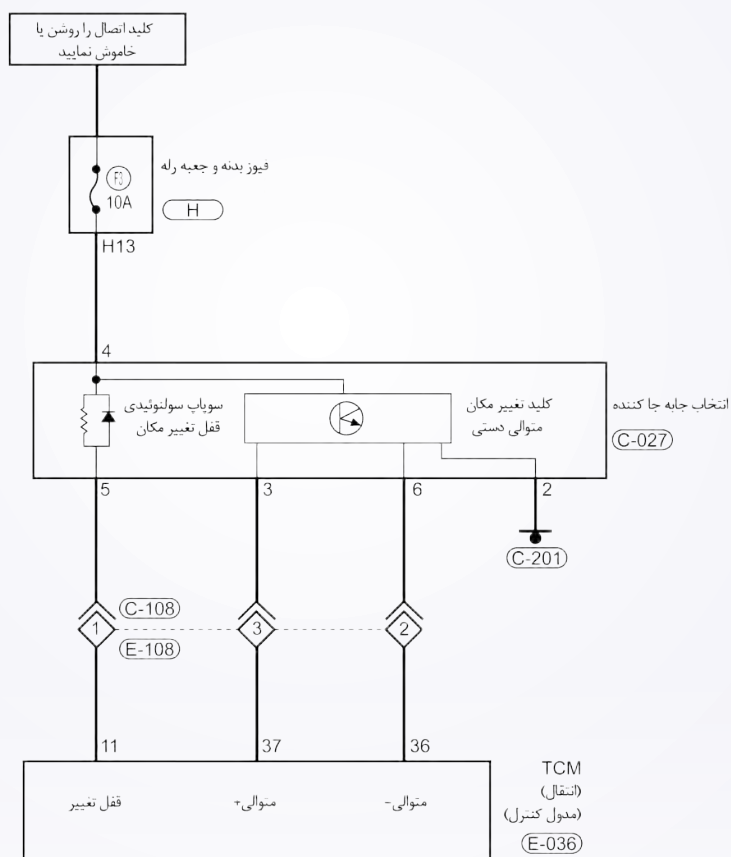 کلید اتصال را روشن یا
خاموش نمایید
فیوز بدنه و جعبه رله
F3
10A
H
H13
4
سوپاپ سولنوئیدی
قفل تغییر مکان
کلید تغییر مکان
متوالی دستی
انتخاب جابه جا کننده
C-027
5
3
6
2
C-201
C-108
1
3
2
E-108
11
37
36
قفل تغییر
متوالی+
متوالی-
TCM
(انتقال)
(مدول کنترل)
E-036